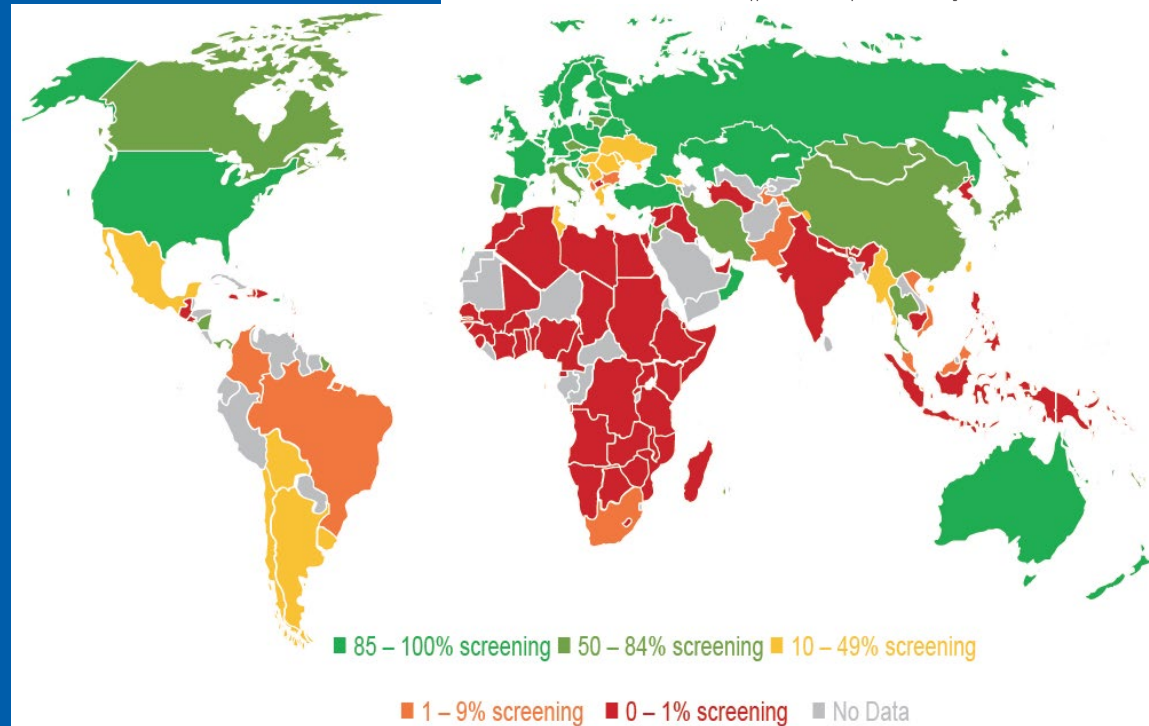 ■ 85 – 100% screening ■ 50 – 84% screening ■ 10 – 49% screening
■ 1 – 9% screening ■ 0 – 1% screening ■ No Data